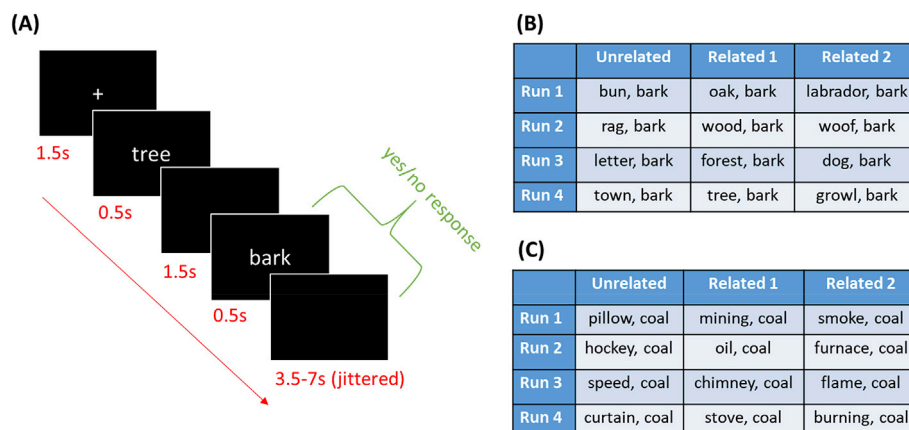 (A)
+
1.5s
tree
0.5s
1.5s
bark
0.5s
3.5-7s (jittered)
yes/no response
(B)
Unrelated Related 1 Related 2
Run 1 bun, bark oak, bark labrador, bark
Run 2 rag, bark wood, bark woof, bark
Run 3 letter, bark forest, bark dog, bark
Run 4 town, bark tree, bark growl, bark
(C)
Unrelated Related 1 Related 2
Run 1 pillow, coal mining, coal smoke, coal
Run 2 hockey, coal oil, coal furnace, coal
Run 3 speed, coal chimney, coal flame, coal
Run 4 curtain, coal stove, coal burning, coal